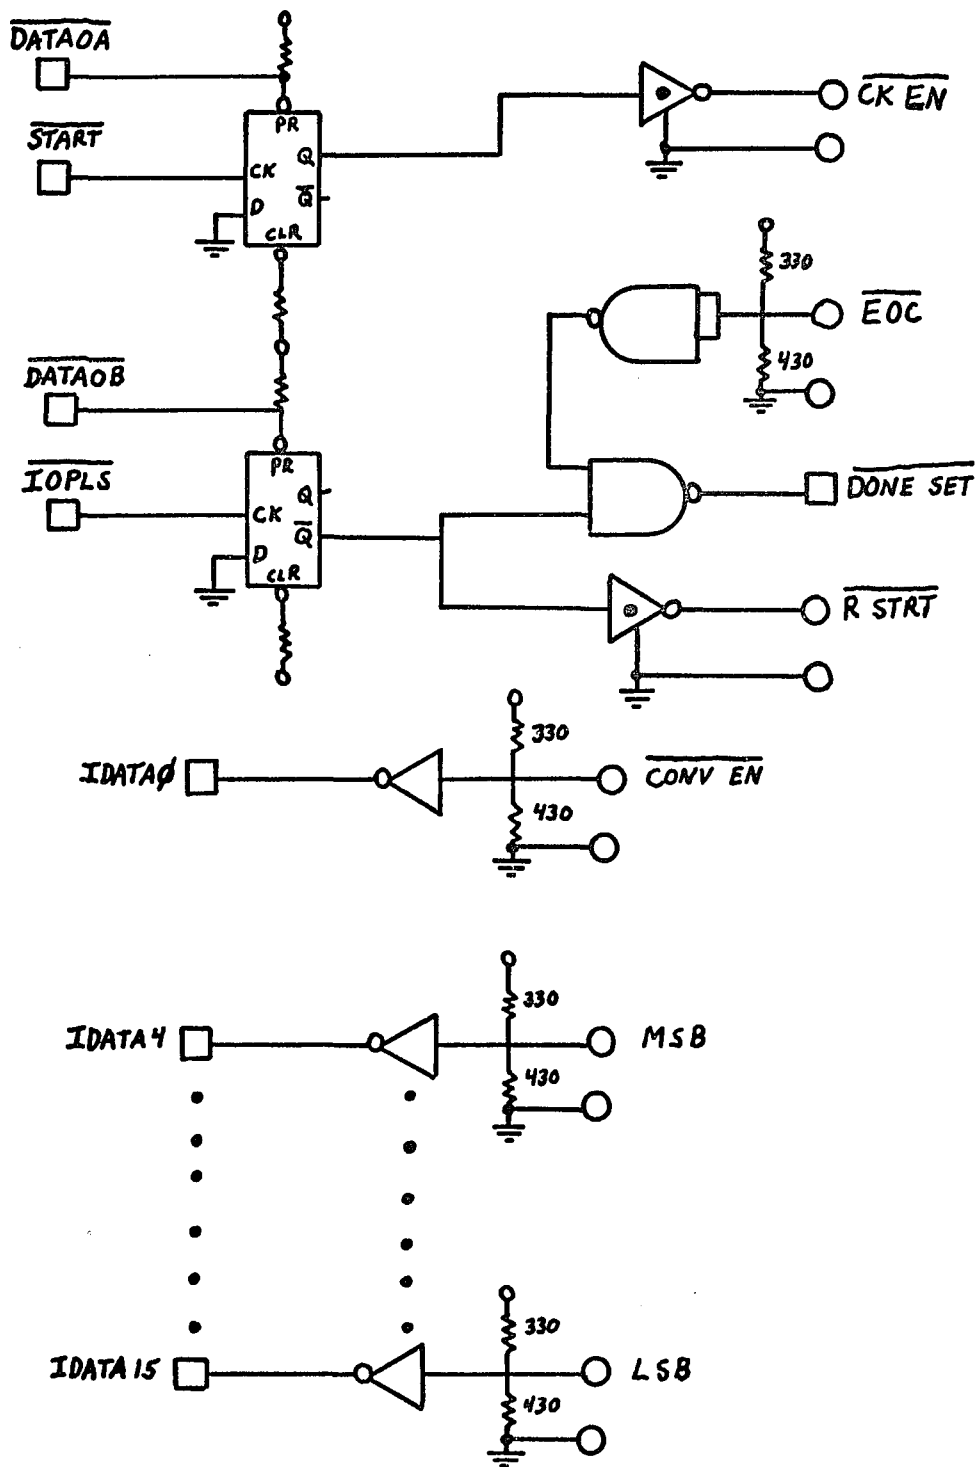 DATAOA
START
PR
CK
Q
Q̅
D
CLR
CK EN
330
EOC
430
DATAOB
IOPLS
PR
Q
CK
Q̅
D
CLR
DONE SET
R STRT
330
IDATAØ
CONV EN
430
330
IDATA4
MSB
430
330
IDATA15
LSB
430